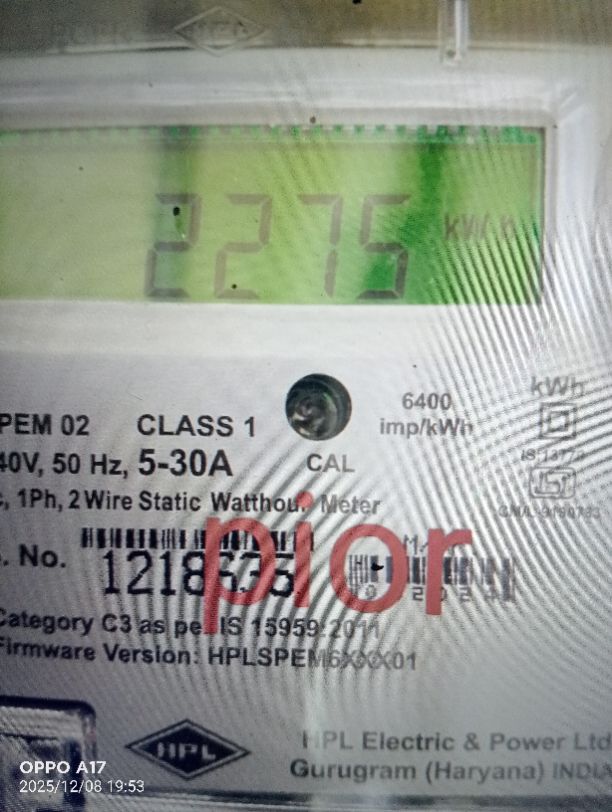 2275 kWh
6400
imp/kWh
kWh
PEM 02 CLASS 1
40V, 50 Hz, 5-30A
CAL
, 1Ph, 2 Wire Static Watthour Meter
. No.
pior
Category C3 as per IS 15959:2011
Firmware Version: HPLSPEM6XXX01
HPL
HPL Electric & Power Ltd
Gurugram (Haryana) INDIA
OPPO A17
2025/12/08 19:53